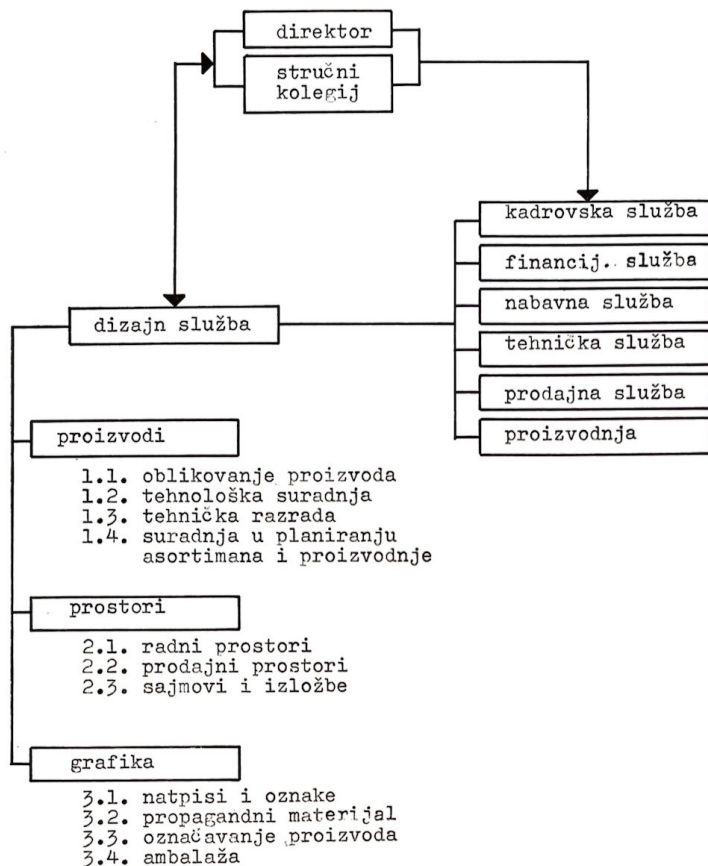 direktor
stručni
kolegij
kadrovska služba
financij. služba
nabavna služba
tehnička služba
prodajna služba
proizvodnja
dizajn služba
proizvodi
1.1. oblikovanje proizvoda
1.2. tehnološka suradnja
1.3. tehnička razrada
1.4. suradnja u planiranju
asortimana i proizvodnje
prostori
2.1. radni prostori
2.2. prodajni prostori
2.3. sajmovi i izložbe
grafika
3.1. natpisi i oznake
3.2. propagandni materijal
3.3. označavanje proizvoda
3.4. ambalaža